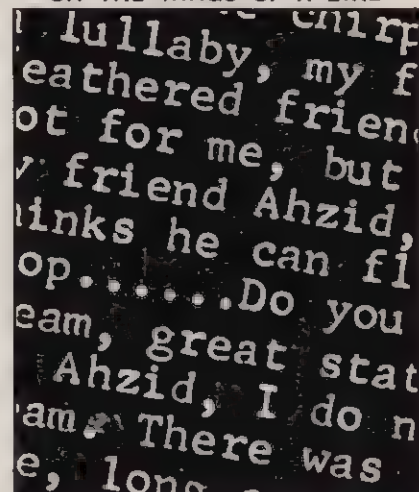 chirp
lullaby, my f
eathered frien
ot for me, but
friend Ahzid,
inks he can fl
op......Do you
eam, great stat
Ahzid, I do n
am. There was
e, long